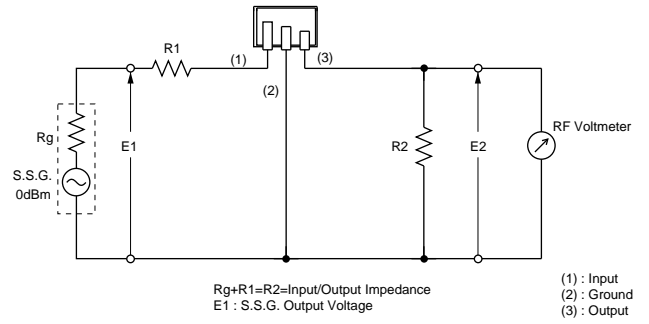 R1
(1)
(3)
(2)
Rg
E1
R2
E2
RF Voltmeter
S.S.G.
0dBm
Rg+R1=R2=Input/Output Impedance
E1 : S.S.G. Output Voltage
(1) : Input
(2) : Ground
(3) : Output